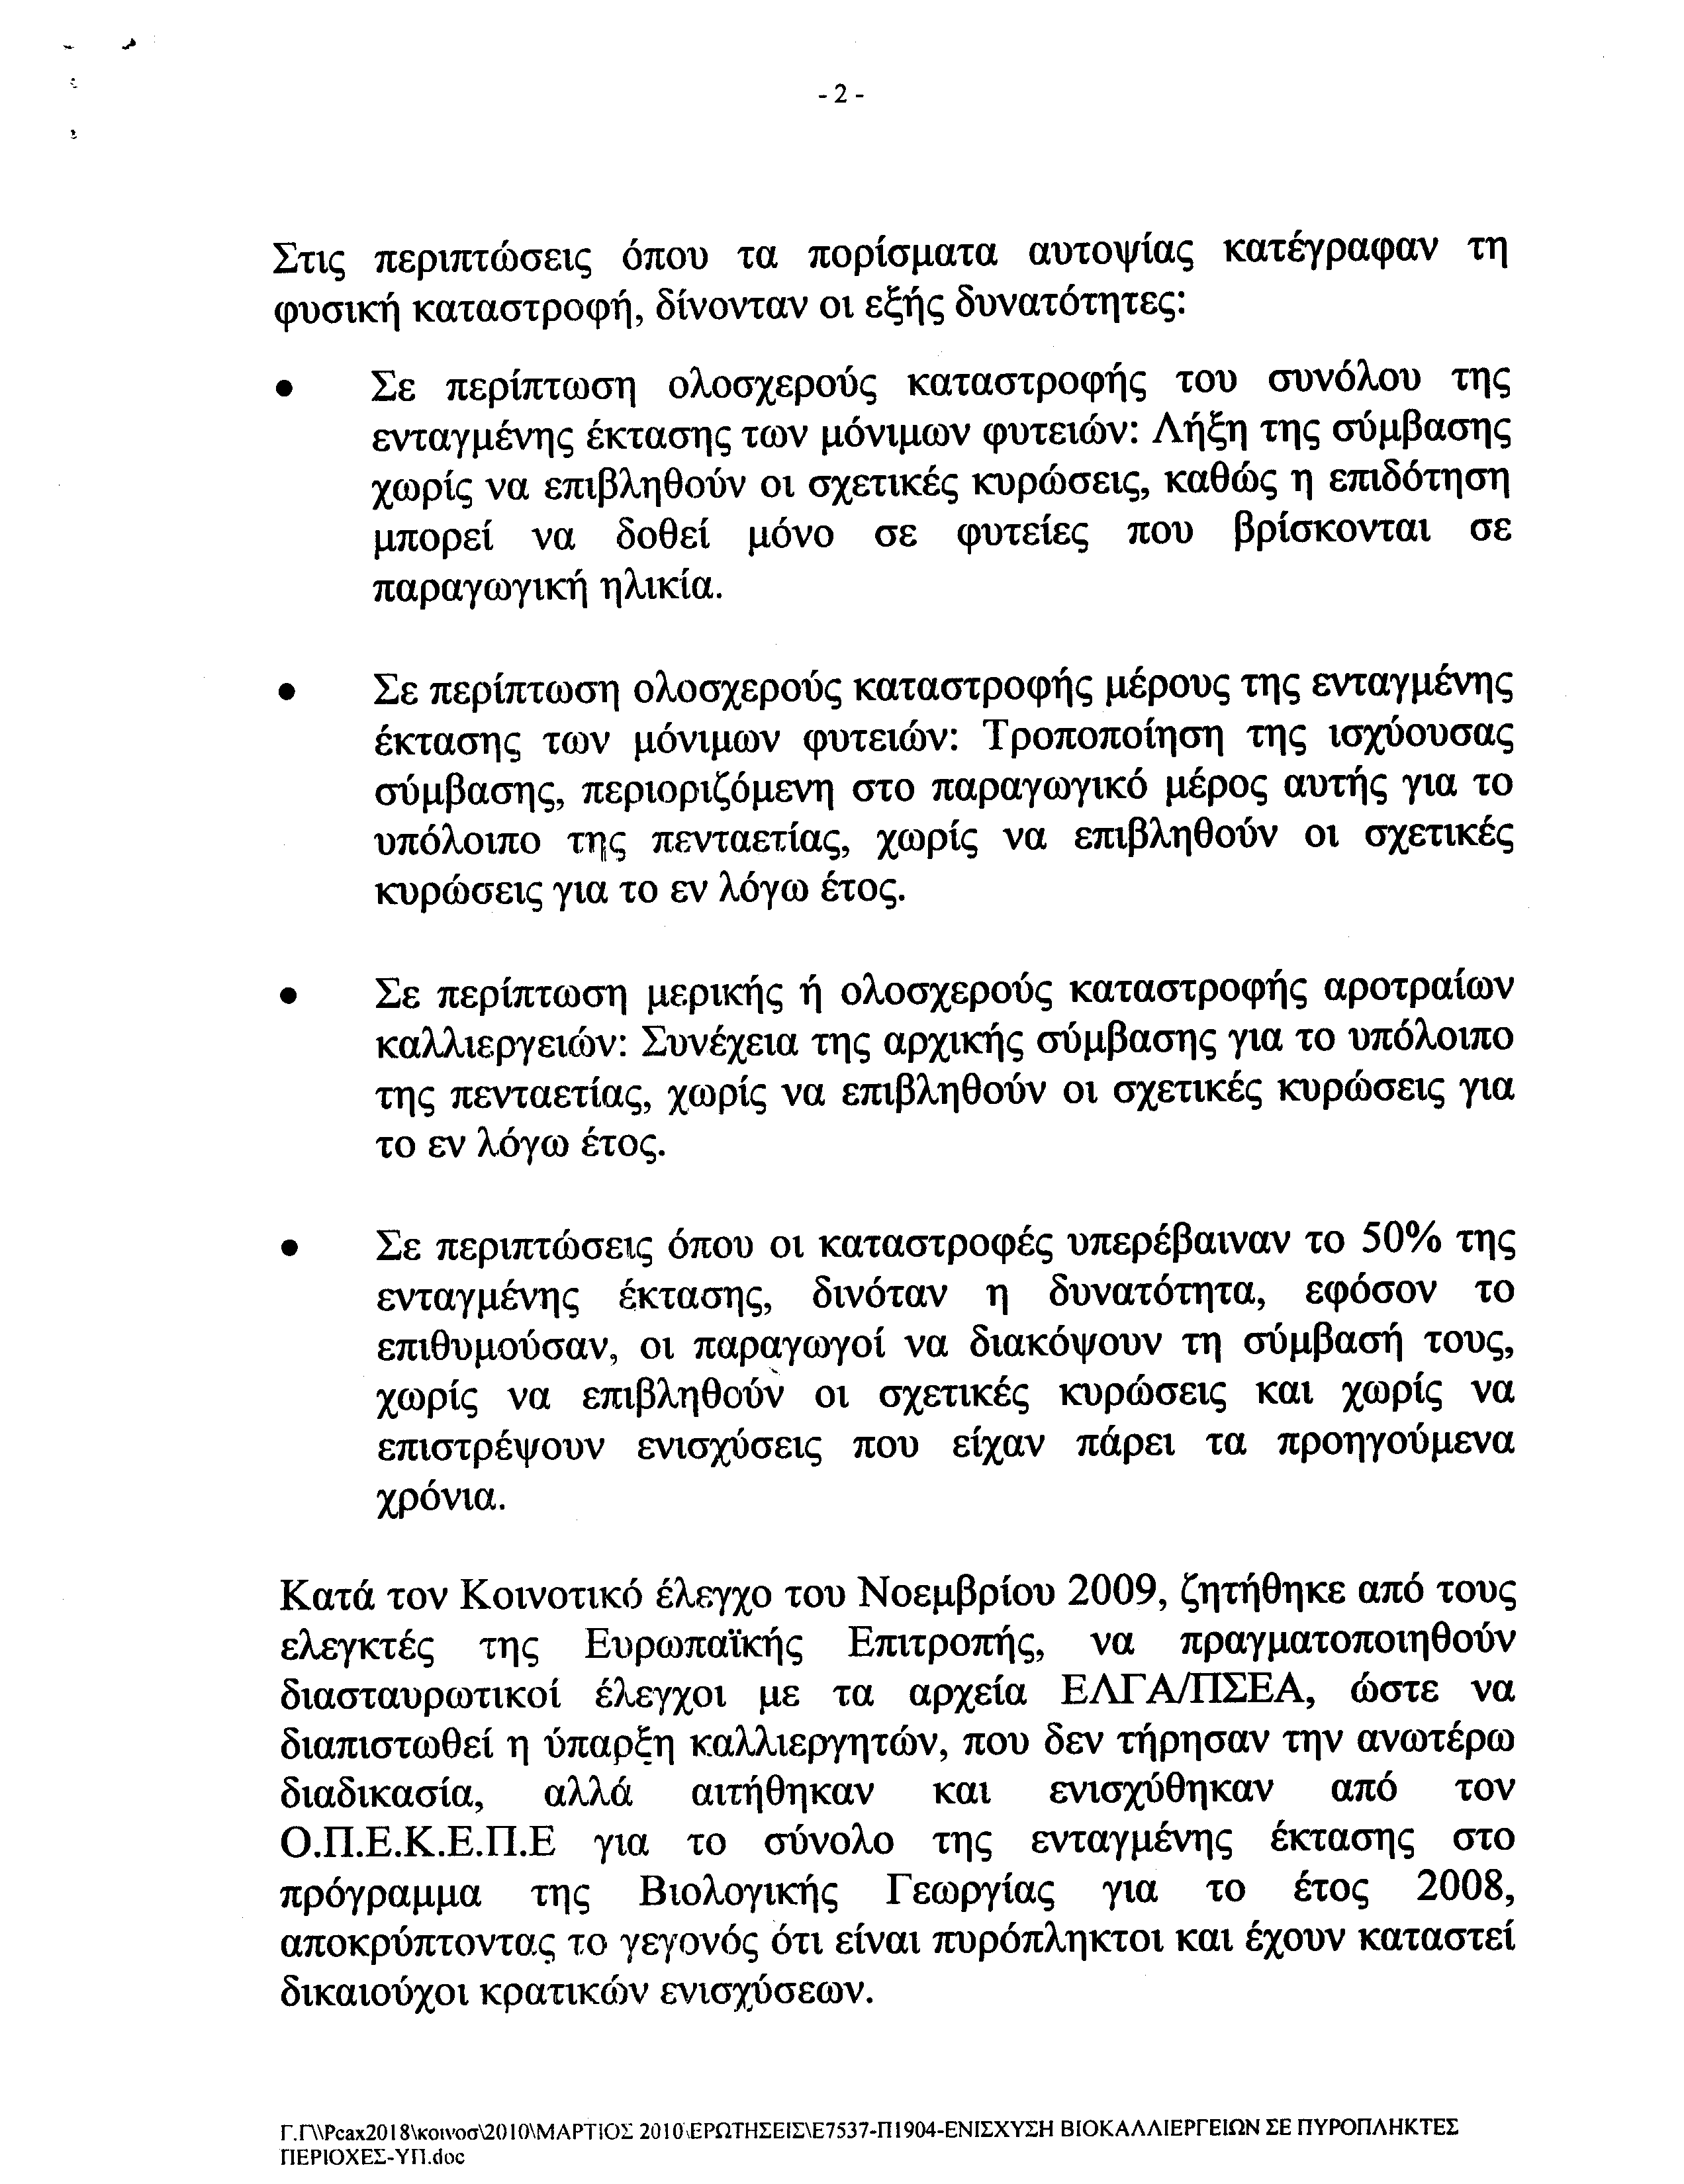 - 2 -
Στις περιπτώσεις όπου τα πορίσματα αυτοψίας κατέγραφαν τη
φυσική καταστροφή, δίνονταν οι εξής δυνατότητες:
• Σε περίπτωση ολοσχερούς καταστροφής του συνόλου της
ενταγμένης έκτασης των μόνιμων φυτειών: Λήξη της σύμβασης
χωρίς να επιβληθούν οι σχετικές κυρώσεις, καθώς η επιδότηση
μπορεί να δοθεί μόνο σε φυτείες που βρίσκονται σε
παραγωγική ηλικία.
• Σε περίπτωση ολοσχερούς καταστροφής μέρους της ενταγμένης
έκτασης των μόνιμων φυτειών: Τροποποίηση της ισχύουσας
σύμβασης, περιοριζόμενη στο παραγωγικό μέρος αυτής για το
υπόλοιπο της πενταετίας, χωρίς να επιβληθούν οι σχετικές
κυρώσεις για το εν λόγω έτος.
• Σε περίπτωση μερικής ή ολοσχερούς καταστροφής αροτραίων
καλλιεργειών: Συνέχεια της αρχικής σύμβασης για το υπόλοιπο
της πενταετίας, χωρίς να επιβληθούν οι σχετικές κυρώσεις για
το εν λόγω έτος.
• Σε περιπτώσεις όπου οι καταστροφές υπερέβαιναν το 50% της
ενταγμένης έκτασης, δινόταν η δυνατότητα, εφόσον το
επιθυμούσαν, οι παραγωγοί να διακόψουν τη σύμβασή τους,
χωρίς να επιβληθούν οι σχετικές κυρώσεις και χωρίς να
επιστρέψουν ενισχύσεις που είχαν πάρει τα προηγούμενα
χρόνια.
Κατά τον Κοινοτικό έλεγχο του Νοεμβρίου 2009, ζητήθηκε από τους
ελεγκτές της Ευρωπαϊκής Επιτροπής, να πραγματοποιηθούν
διασταυρωτικοί έλεγχοι με τα αρχεία ΕΛΓΑ/ΠΣΕΑ, ώστε να
διαπιστωθεί η ύπαρξη καλλιεργητών, που δεν τήρησαν την ανωτέρω
διαδικασία, αλλά αιτήθηκαν και ενισχύθηκαν από τον
Ο.Π.Ε.Κ.Ε.Π.Ε για το σύνολο της ενταγμένης έκτασης στο
πρόγραμμα της Βιολογικής Γεωργίας για το έτος 2008,
αποκρύπτοντας το γεγονός ότι είναι πυρόπληκτοι και έχουν καταστεί
δικαιούχοι κρατικών ενισχύσεων.
Γ.Γ\\Pcax2018\κοινοσ\2010\ΜΑΡΤΙΟΣ 2010\ΕΡΩΤΗΣΕΙΣ\Ε7537-Π1904-ΕΝΙΣΧΥΣΗ ΒΙΟΚΑΛΛΙΕΡΓΕΙΩΝ ΣΕ ΠΥΡΟΠΛΗΚΤΕΣ
ΠΕΡΙΟΧΕΣ-ΥΠ.doc